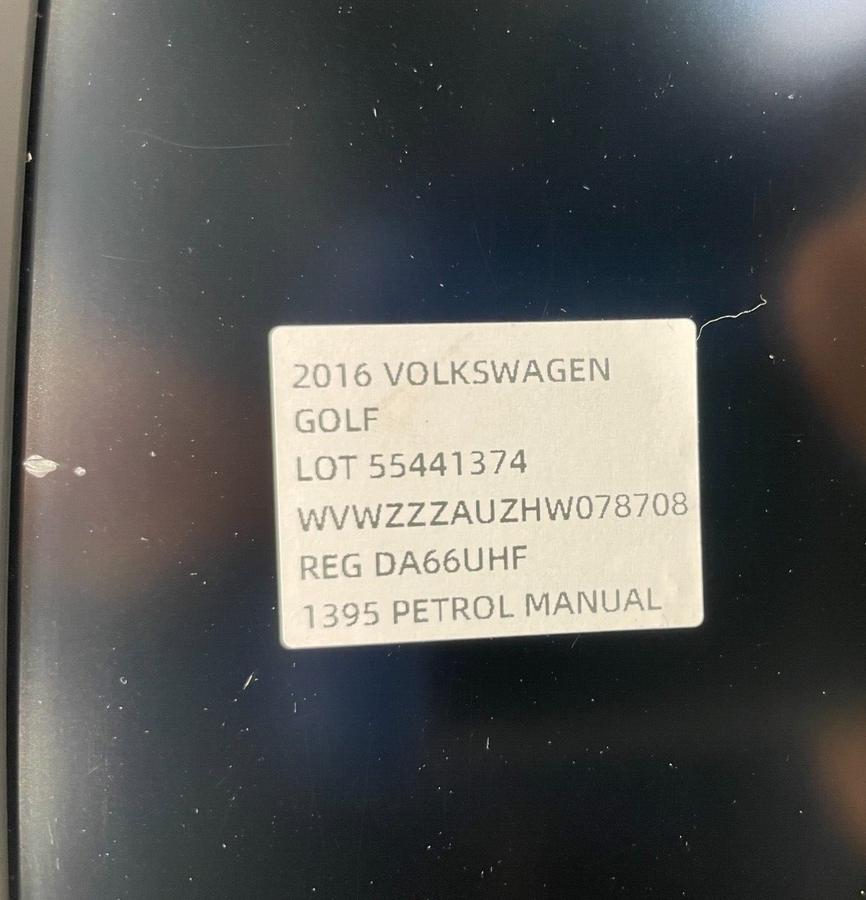 2016 VOLKSWAGEN
GOLF
LOT 55441374
WVWZZZAUZHW078708
REG DA66UHF
1395 PETROL MANUAL